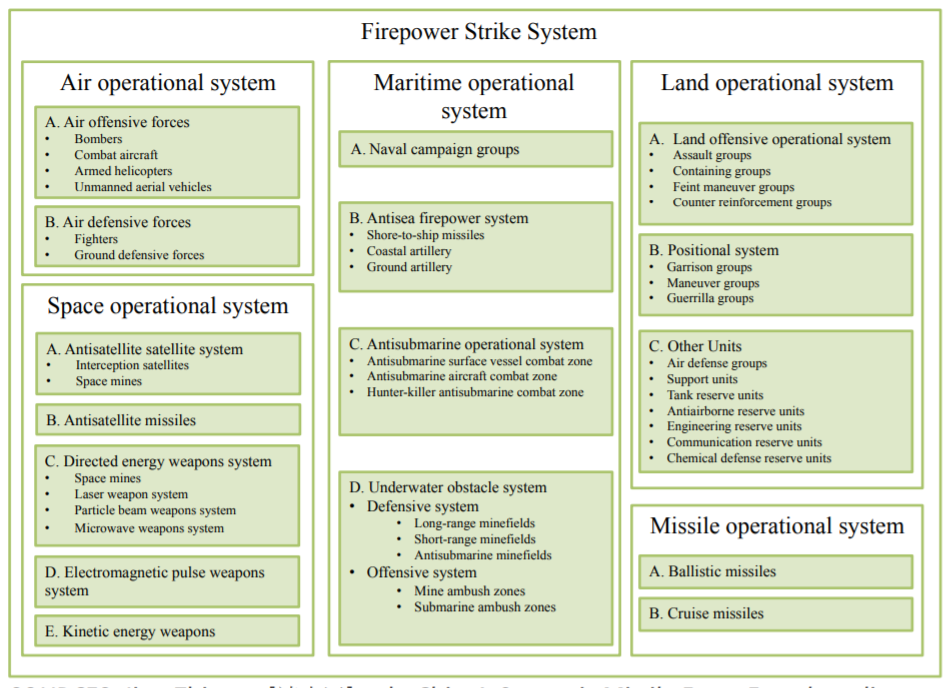 Firepower Strike System
Air operational system
A. Air offensive forces
• Bombers
• Combat aircraft
• Armed helicopters
• Unmanned aerial vehicles
B. Air defensive forces
• Fighters
• Ground defensive forces
Space operational system
A. Antisatellite satellite system
• Interception satellites
• Space mines
B. Antisatellite missiles
C. Directed energy weapons system
• Space mines
• Laser weapon system
• Particle beam weapons system
• Microwave weapons system
D. Electromagnetic pulse weapons
system
E. Kinetic energy weapons
Maritime operational
system
A. Naval campaign groups
B. Antisea firepower system
• Shore-to-ship missiles
• Coastal artillery
• Ground artillery
C. Antisubmarine operational system
• Antisubmarine surface vessel combat zone
• Antisubmarine aircraft combat zone
• Hunter-killer antisubmarine combat zone
D. Underwater obstacle system
• Defensive system
• Long-range minefields
• Short-range minefields
• Antisubmarine minefields
• Offensive system
• Mine ambush zones
• Submarine ambush zones
Land operational system
A. Land offensive operational system
• Assault groups
• Containing groups
• Feint maneuver groups
• Counter reinforcement groups
B. Positional system
• Garrison groups
• Maneuver groups
• Guerrilla groups
C. Other Units
• Air defense groups
• Support units
• Tank reserve units
• Antiairborne reserve units
• Engineering reserve units
• Communication reserve units
• Chemical defense reserve units
Missile operational system
A. Ballistic missiles
B. Cruise missiles